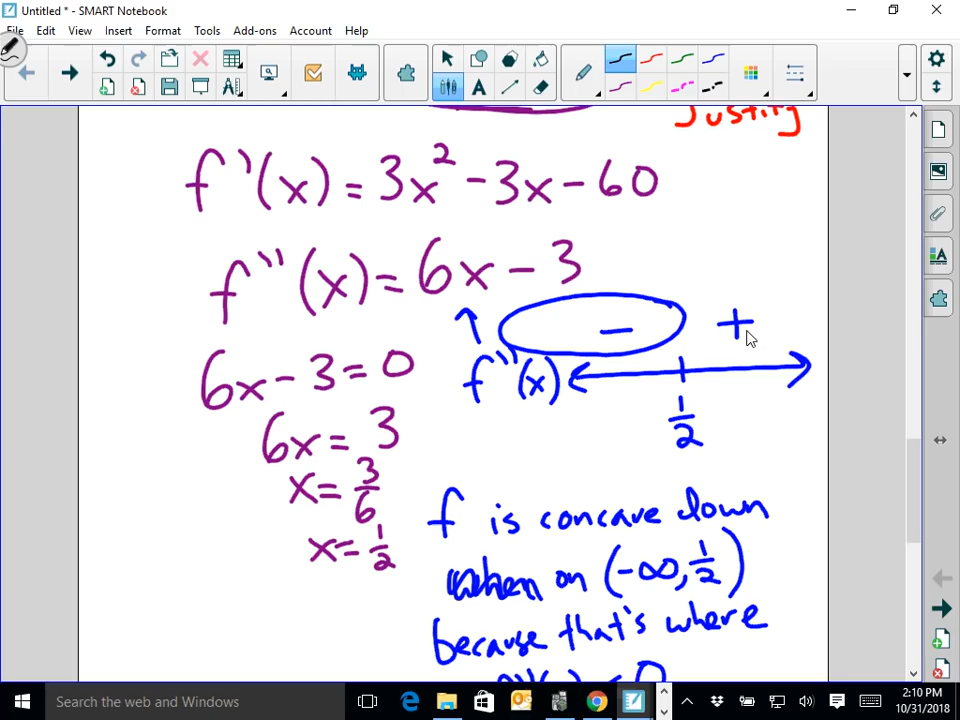 Untitled * - SMART Notebook
File Edit View Insert Format Tools Add-ons Account Help
Justify
f'(x) = 3x² - 3x - 60
f''(x) = 6x - 3
− +
f''(x)
1/2
6x - 3 = 0
6x = 3
x = 3/6
x = 1/2
f is concave down
when on (-∞, 1/2)
because that's where
Search the web and Windows
2:10 PM
10/31/2018